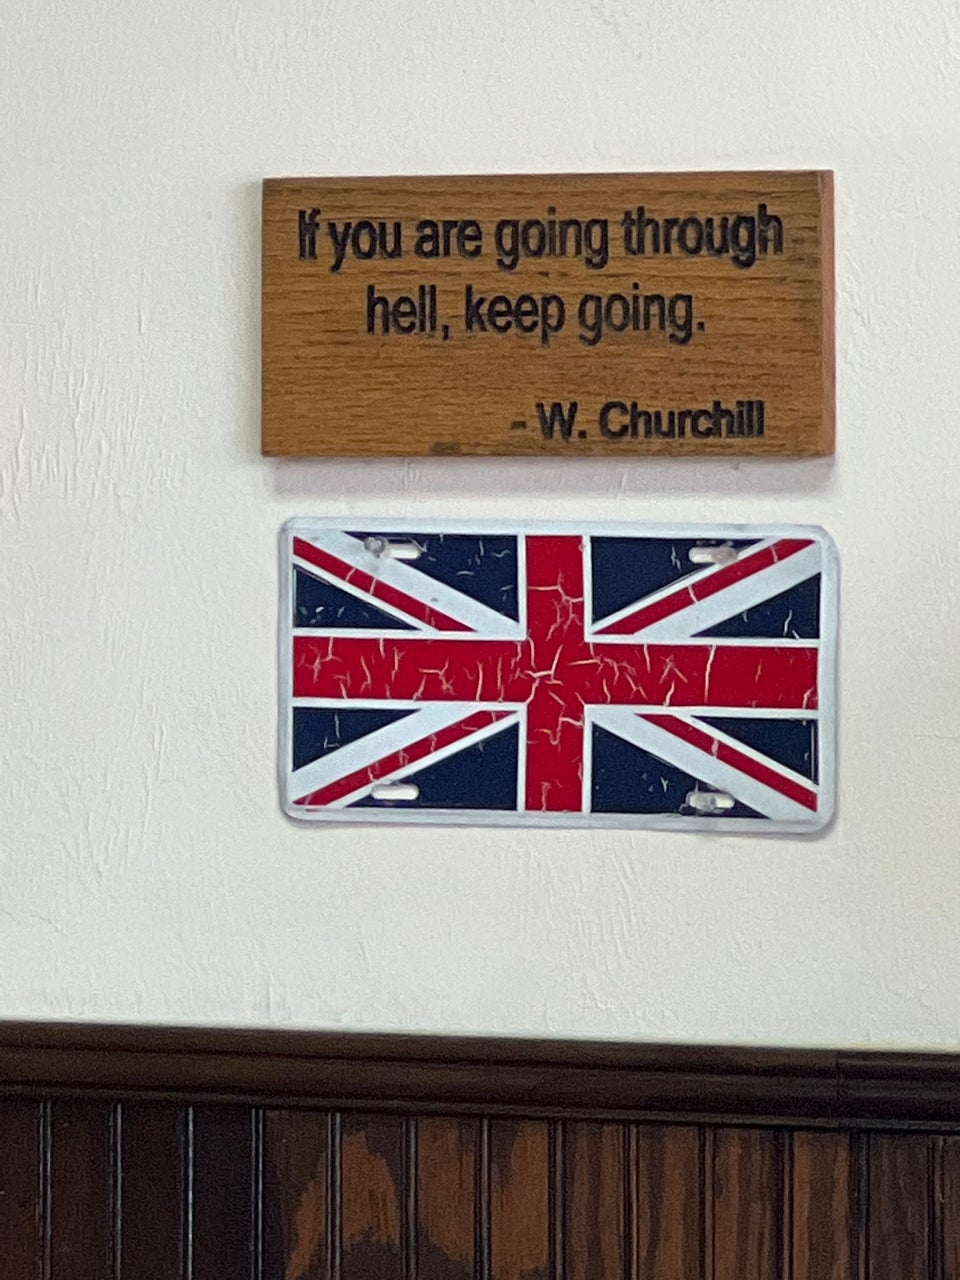 If you are going through
hell, keep going.
- W. Churchill